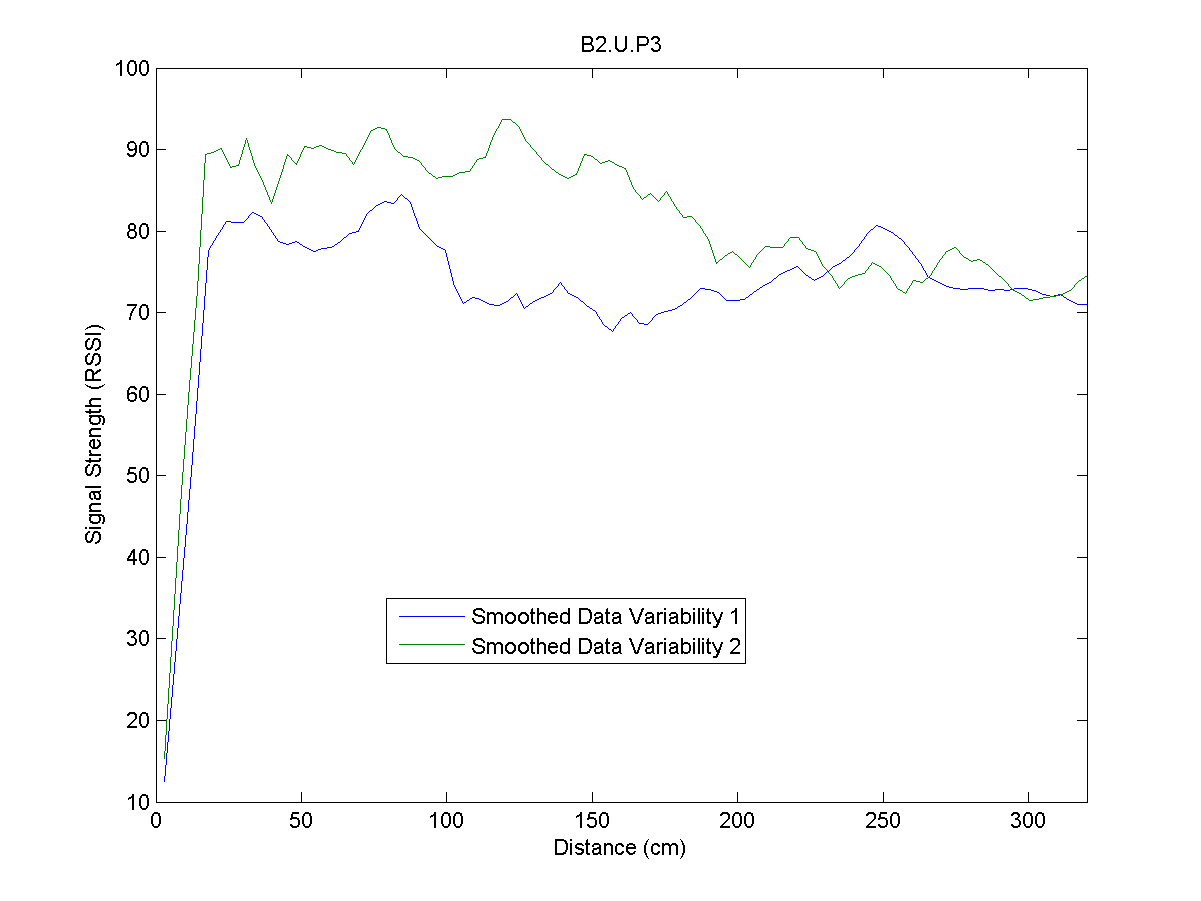 B2.U.P3
100
90
80
70
60
50
40
30
20
10
Signal Strength (RSSI)
Smoothed Data Variability 1
Smoothed Data Variability 2
0 50 100 150 200 250 300
Distance (cm)